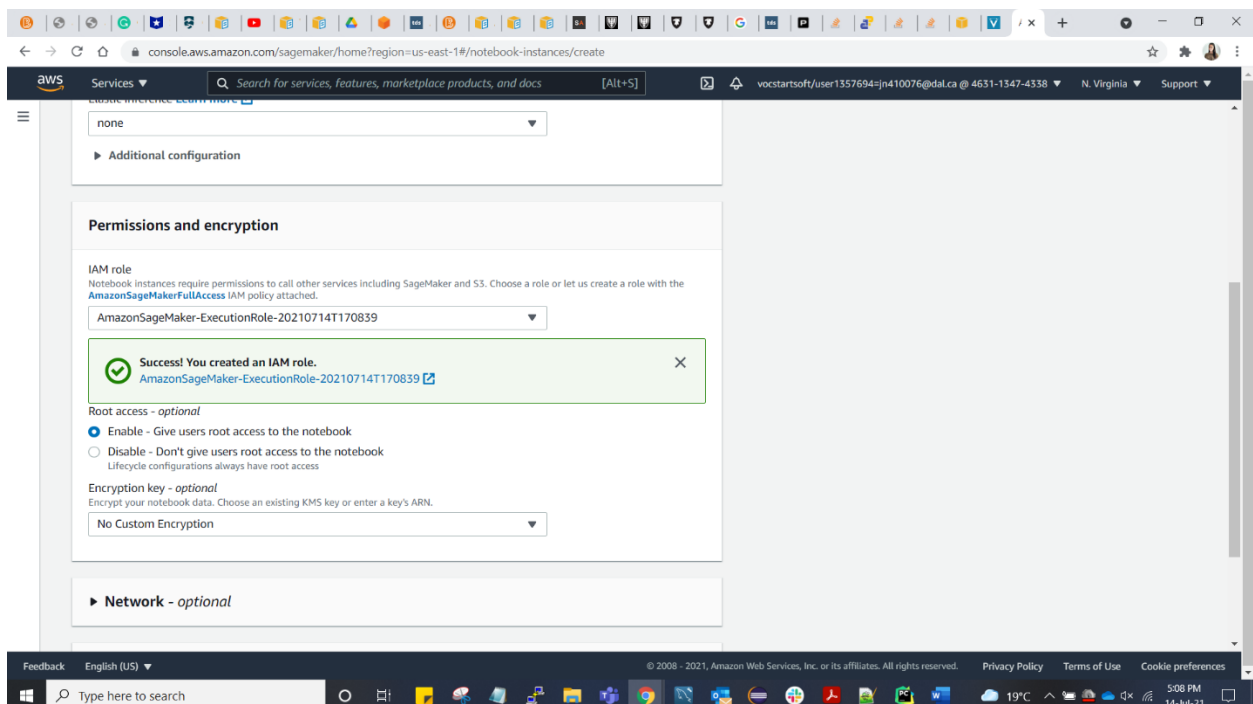 console.aws.amazon.com/sagemaker/home?region=us-east-1#/notebook-instances/create
aws Services ▼ Search for services, features, marketplace products, and docs [Alt+S] vocstartsoft/user1357694=jn410076@dal.ca @ 4631-1347-4338 ▼ N. Virginia ▼ Support ▼
Elastic Inference Learn more
none
Additional configuration
Permissions and encryption
IAM role
Notebook instances require permissions to call other services including SageMaker and S3. Choose a role or let us create a role with the
AmazonSageMakerFullAccess IAM policy attached.
AmazonSageMaker-ExecutionRole-20210714T170839
Success! You created an IAM role.
AmazonSageMaker-ExecutionRole-20210714T170839
Root access - optional
Enable - Give users root access to the notebook
Disable - Don't give users root access to the notebook
Lifecycle configurations always have root access
Encryption key - optional
Encrypt your notebook data. Choose an existing KMS key or enter a key's ARN.
No Custom Encryption
Network - optional
Feedback English (US) ▼ © 2008 - 2021, Amazon Web Services, Inc. or its affiliates. All rights reserved. Privacy Policy Terms of Use Cookie preferences
Type here to search 19°C 5:08 PM
14-Jul-21